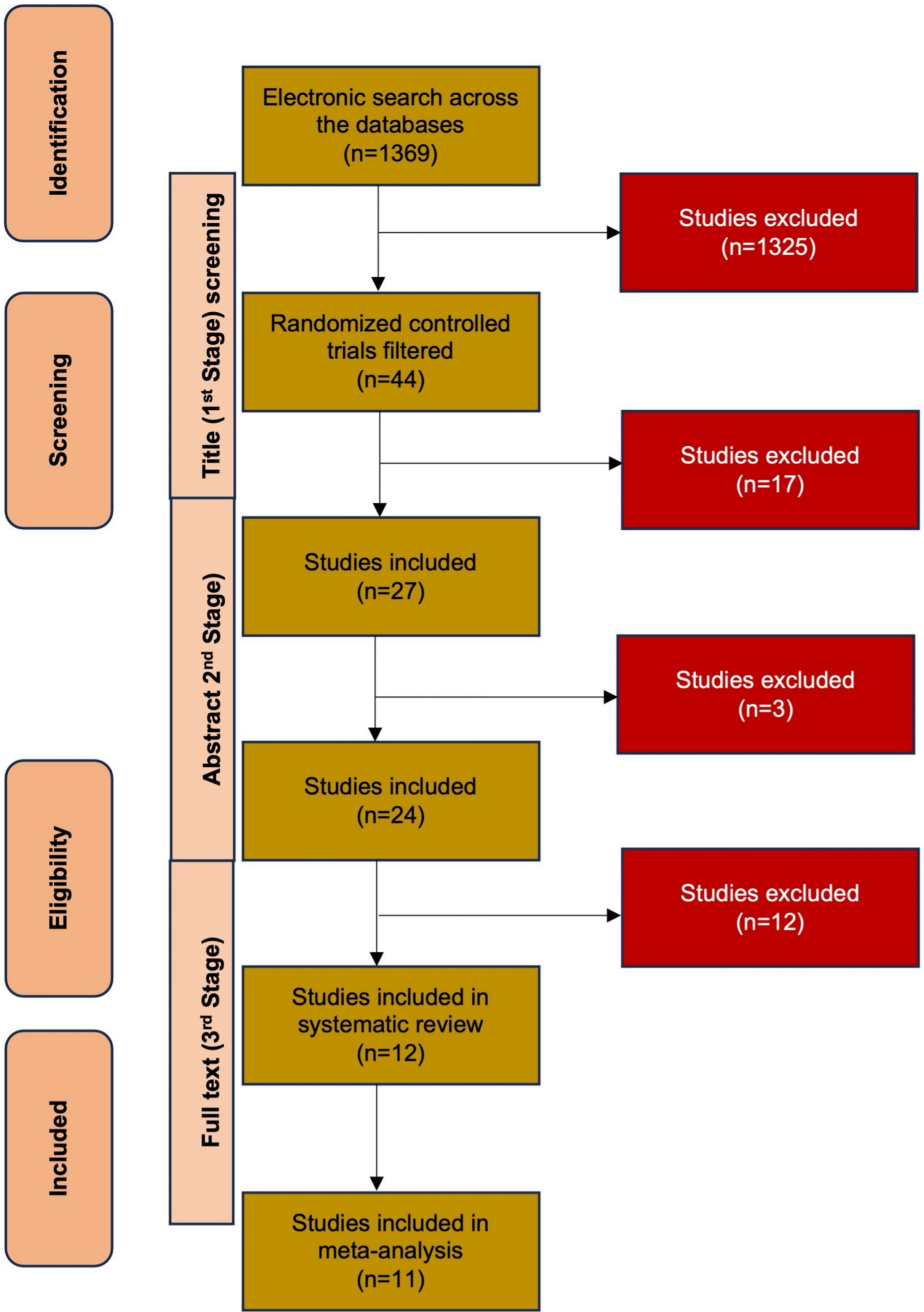 Identification
Screening
Eligibility
Included
Title (1st Stage) screening
Abstract 2nd Stage)
Full text (3rd Stage)
Electronic search across
the databases
(n=1369)
Studies excluded
(n=1325)
Randomized controlled
trials filtered
(n=44)
Studies excluded
(n=17)
Studies included
(n=27)
Studies excluded
(n=3)
Studies included
(n=24)
Studies excluded
(n=12)
Studies included in
systematic review
(n=12)
Studies included in
meta-analysis
(n=11)